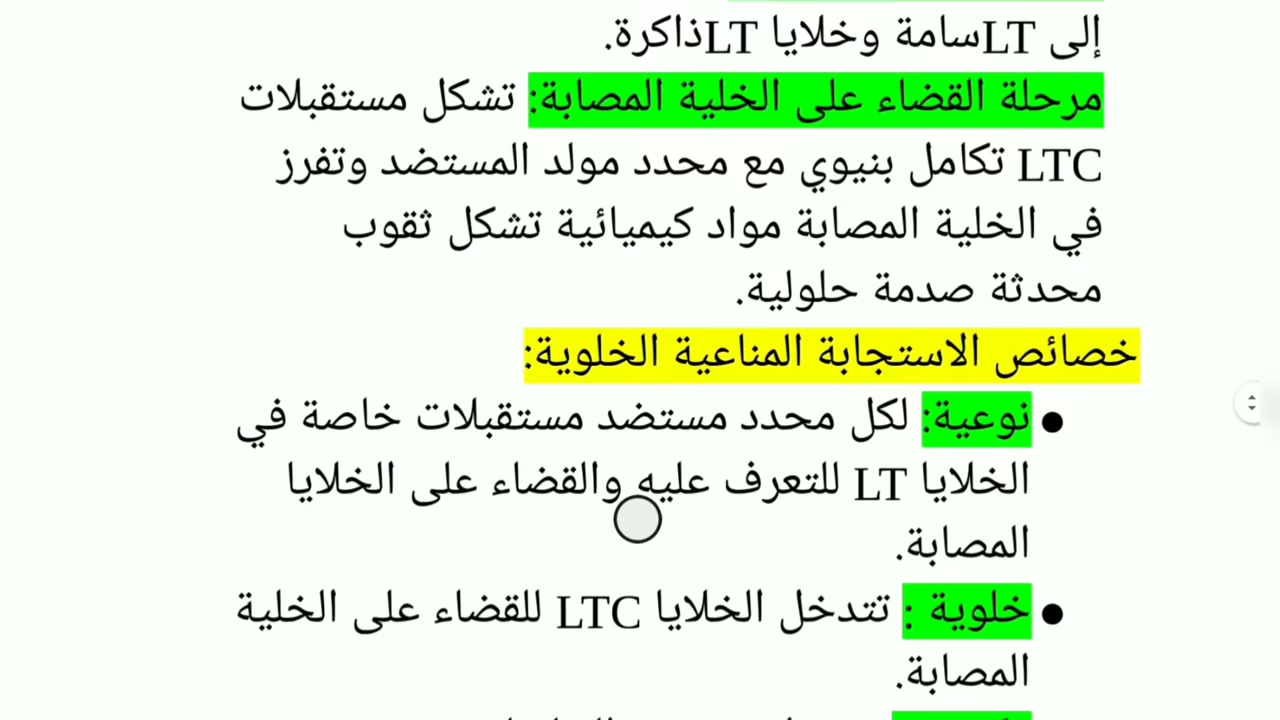 إلى LTسامة وخلايا LTذاكرة.
مرحلة القضاء على الخلية المصابة: تشكل مستقبلات
LTC تكامل بنيوي مع محدد مولد المستضد وتفرز
في الخلية المصابة مواد كيميائية تشكل ثقوب
محدثة صدمة حلولية.
خصائص الاستجابة المناعية الخلوية:
● نوعية: لكل محدد مستضد مستقبلات خاصة في
الخلايا LT للتعرف عليه والقضاء على الخلايا
المصابة.
● خلوية : تتدخل الخلايا LTC للقضاء على الخلية
المصابة.